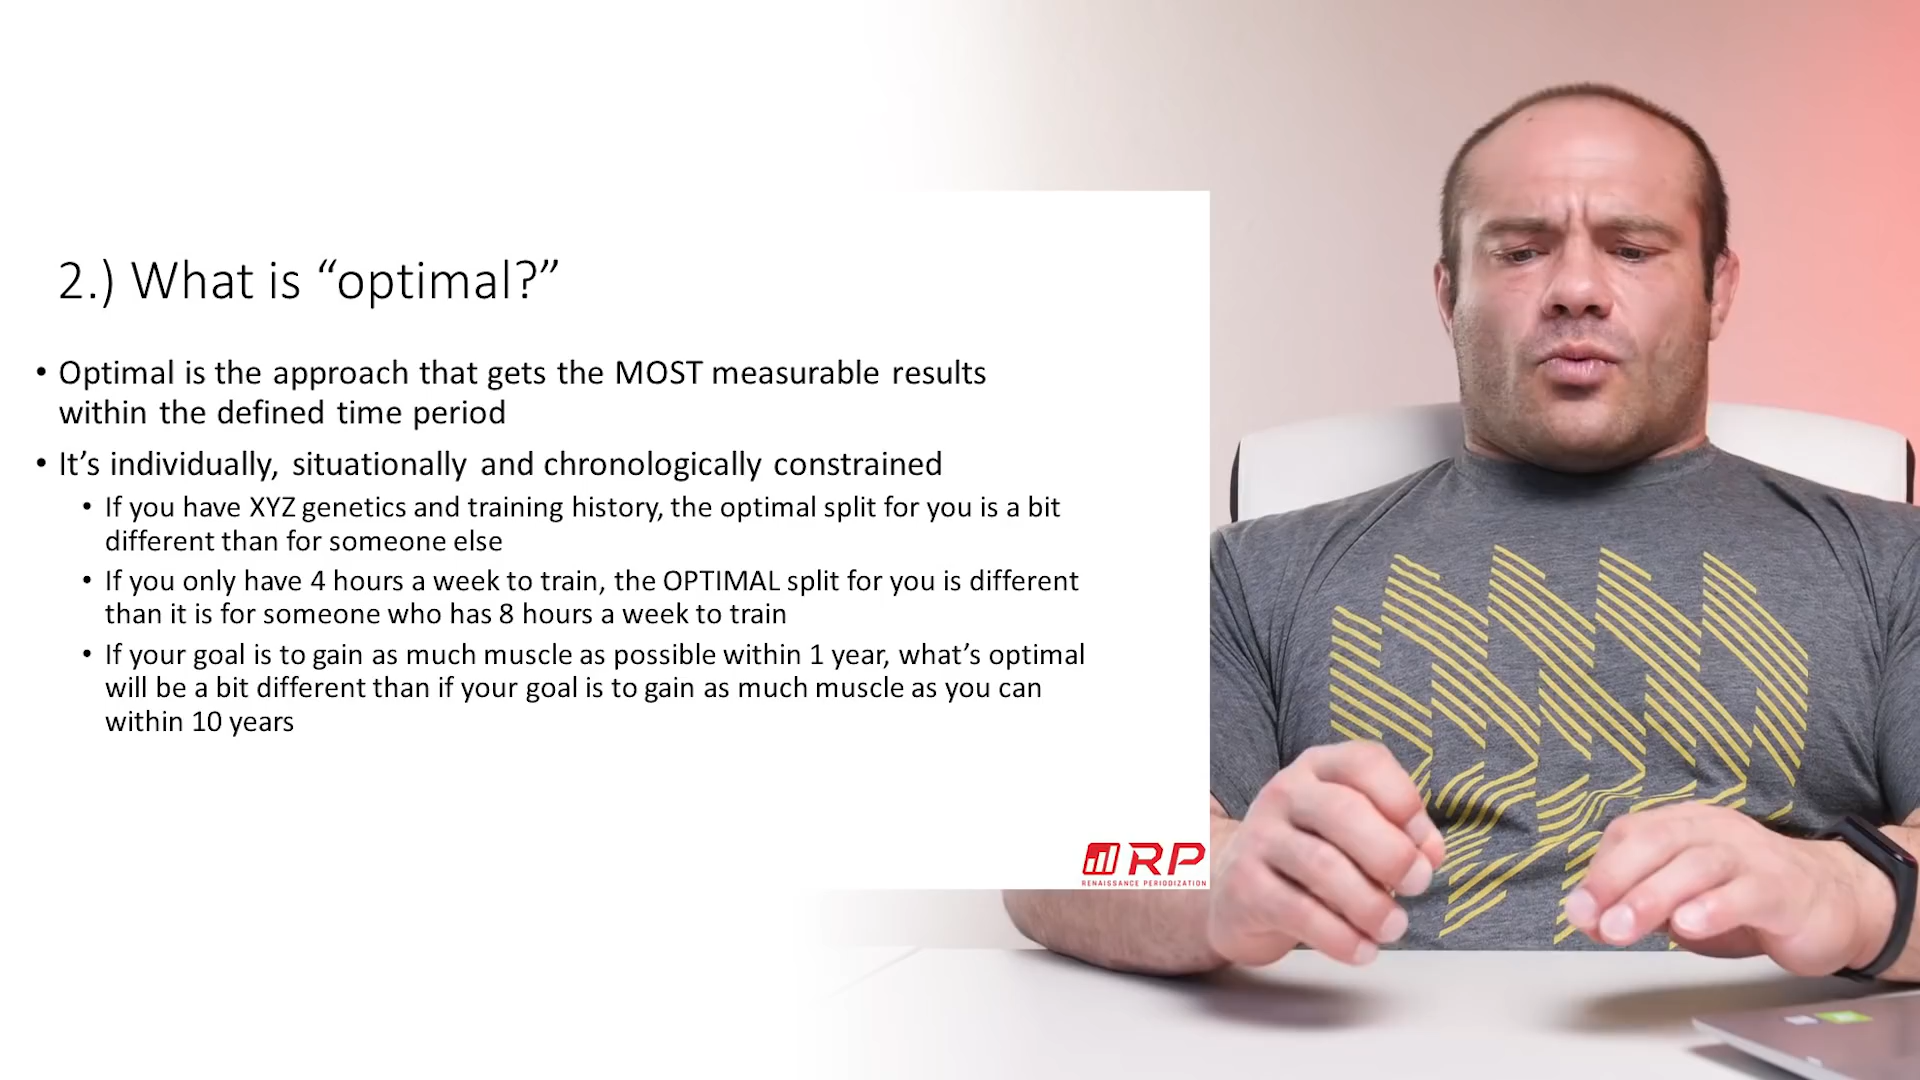 2.) What is “optimal?”
• Optimal is the approach that gets the MOST measurable results
within the defined time period
• It’s individually, situationally and chronologically constrained
• If you have XYZ genetics and training history, the optimal split for you is a bit
different than for someone else
• If you only have 4 hours a week to train, the OPTIMAL split for you is different
than it is for someone who has 8 hours a week to train
• If your goal is to gain as much muscle as possible within 1 year, what’s optimal
will be a bit different than if your goal is to gain as much muscle as you can
within 10 years
RP
RENAISSANCE PERIODIZATION